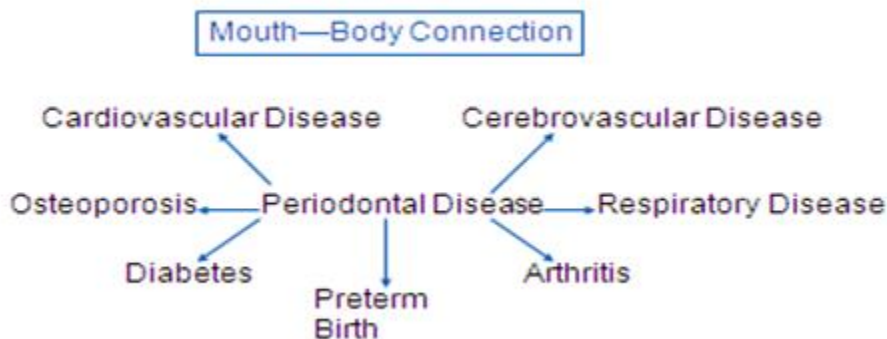 Mouth—Body Connection
Cardiovascular Disease
Cerebrovascular Disease
Osteoporosis
Periodontal Disease
Respiratory Disease
Diabetes
Arthritis
Preterm
Birth